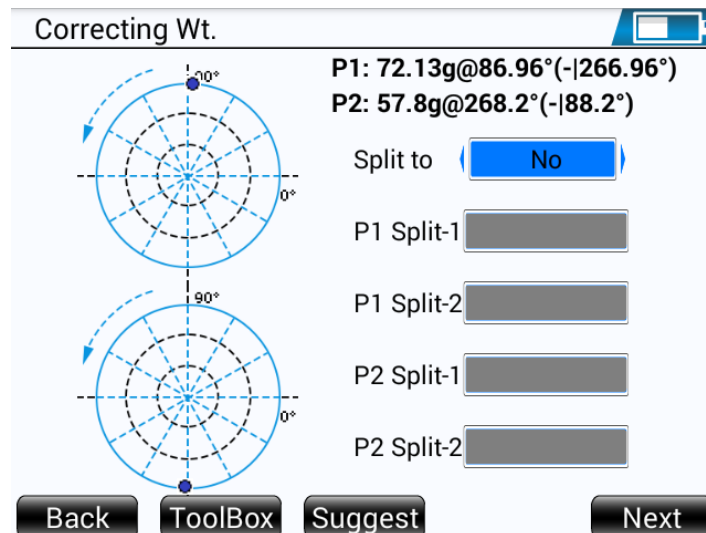 Correcting Wt.
P1: 72.13g@86.96°(-|266.96°)
P2: 57.8g@268.2°(-|88.2°)
90°
0°
Split to No
P1 Split-1
P1 Split-2
90°
0°
P2 Split-1
P2 Split-2
Back ToolBox Suggest Next